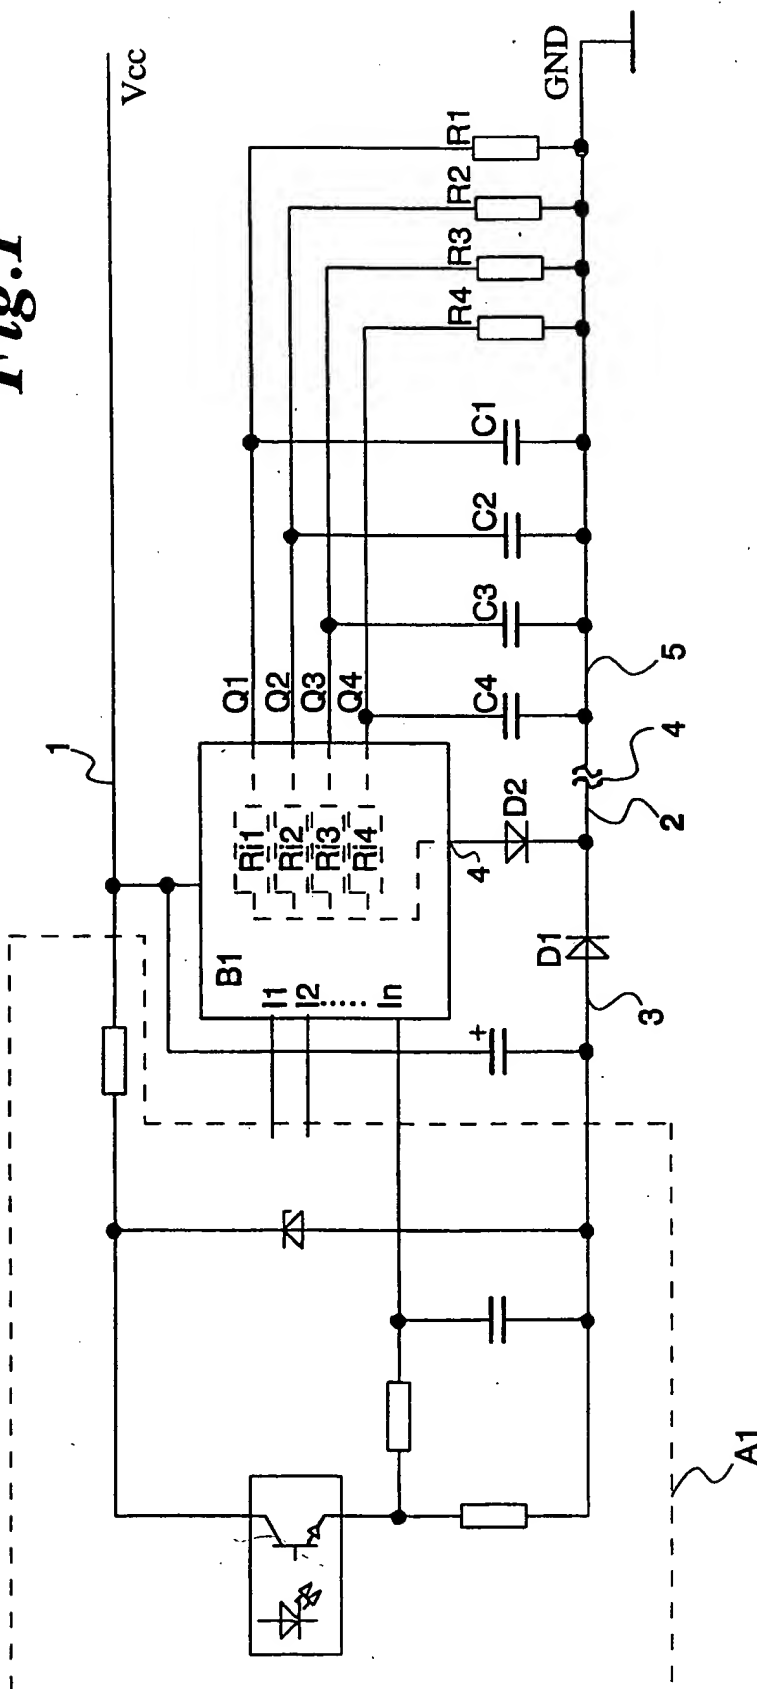 Fig.1
Vcc
GND
1
Q1
Q2
Q3
Q4
R1
R2
R3
R4
C1
C2
C3
C4
B1
Ri1
Ri2
Ri3
Ri4
I1
I2
.....
In
4
D2
D1
+
3
2
4
5
A1